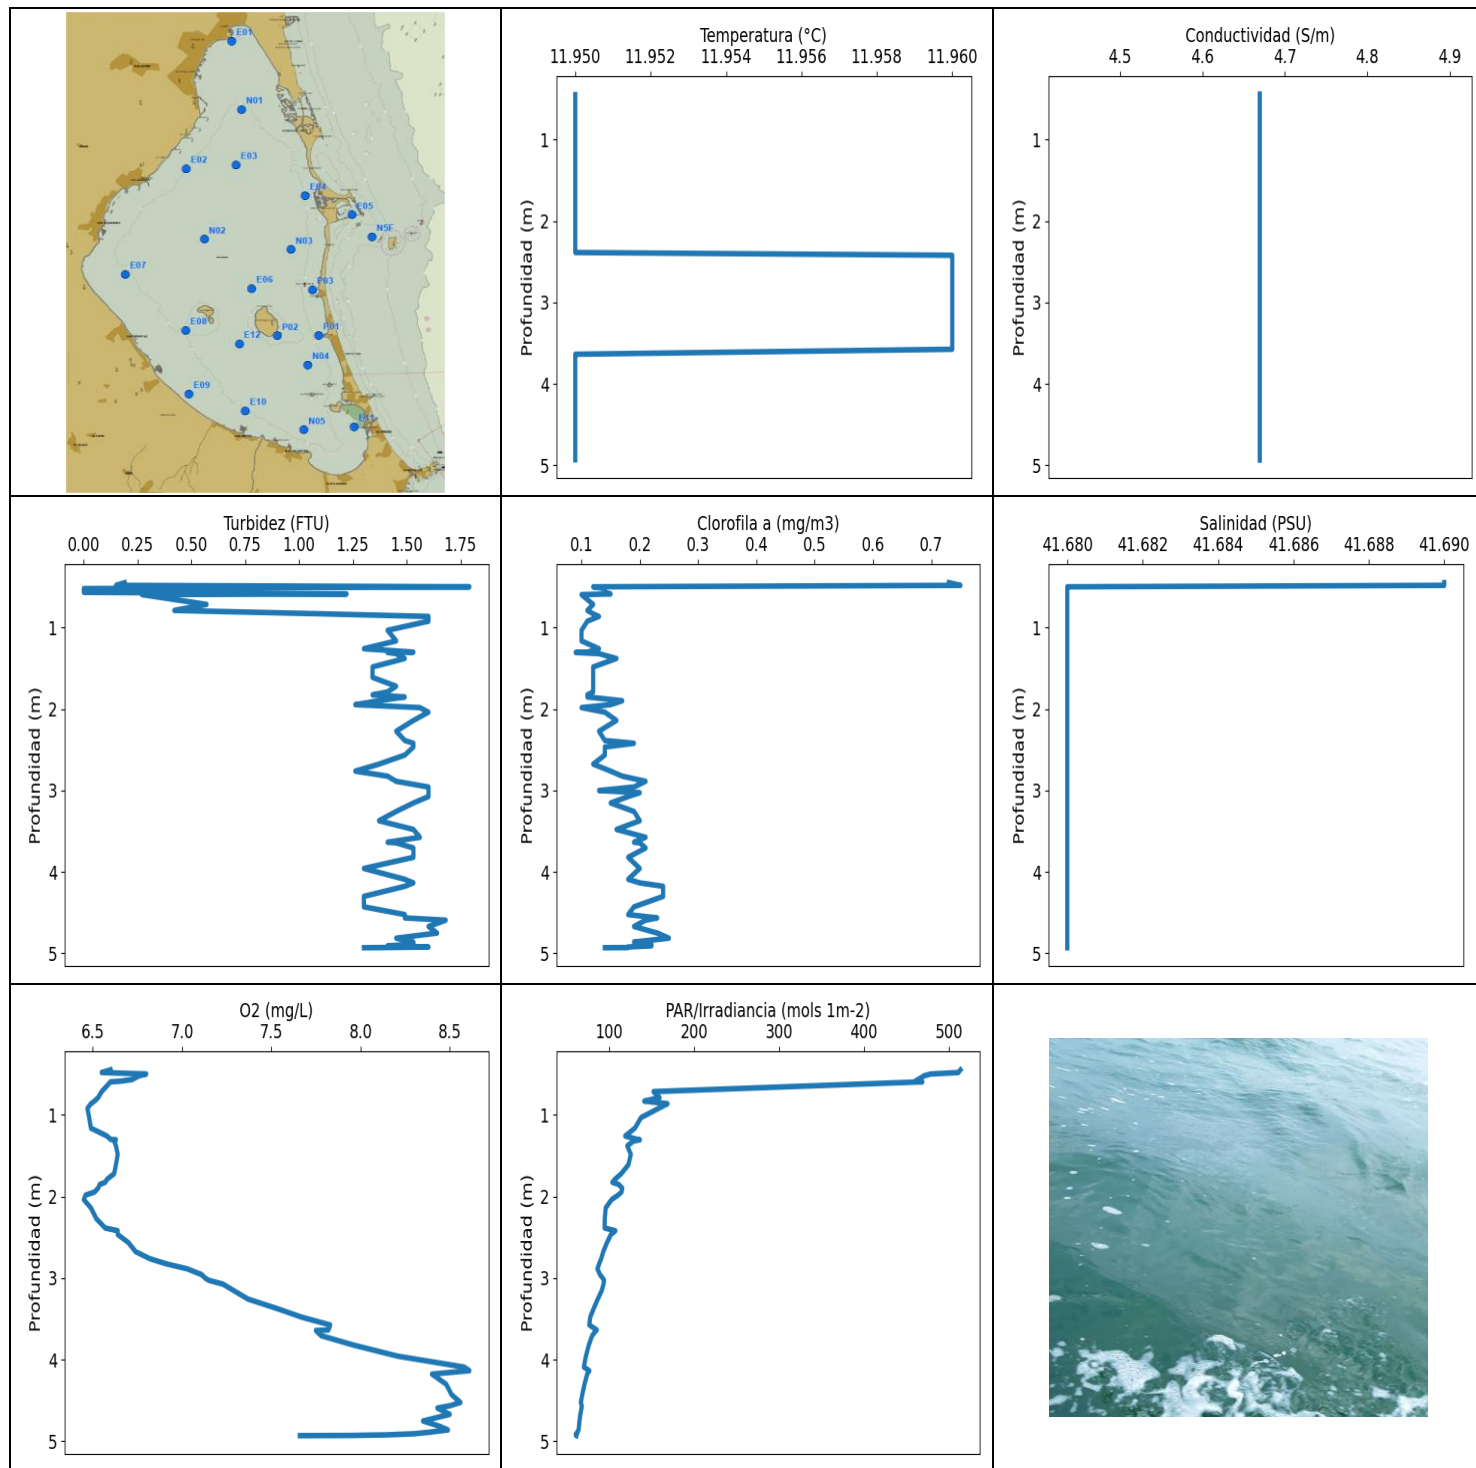 E01
N01
E02
E03
E04
E05
N5F
N02
N03
E07
E06
P03
E08
E12
P02
P01
N04
E09
E10
N05
E11
Temperatura (°C)
11.950 11.952 11.954 11.956 11.958 11.960
Profundidad (m)
1
2
3
4
5
Conductividad (S/m)
4.5 4.6 4.7 4.8 4.9
Profundidad (m)
1
2
3
4
5
Turbidez (FTU)
0.00 0.25 0.50 0.75 1.00 1.25 1.50 1.75
Profundidad (m)
1
2
3
4
5
Clorofila a (mg/m3)
0.1 0.2 0.3 0.4 0.5 0.6 0.7
Profundidad (m)
1
2
3
4
5
Salinidad (PSU)
41.680 41.682 41.684 41.686 41.688 41.690
Profundidad (m)
1
2
3
4
5
O2 (mg/L)
6.5 7.0 7.5 8.0 8.5
Profundidad (m)
1
2
3
4
5
PAR/Irradiancia (mols 1m-2)
100 200 300 400 500
Profundidad (m)
1
2
3
4
5